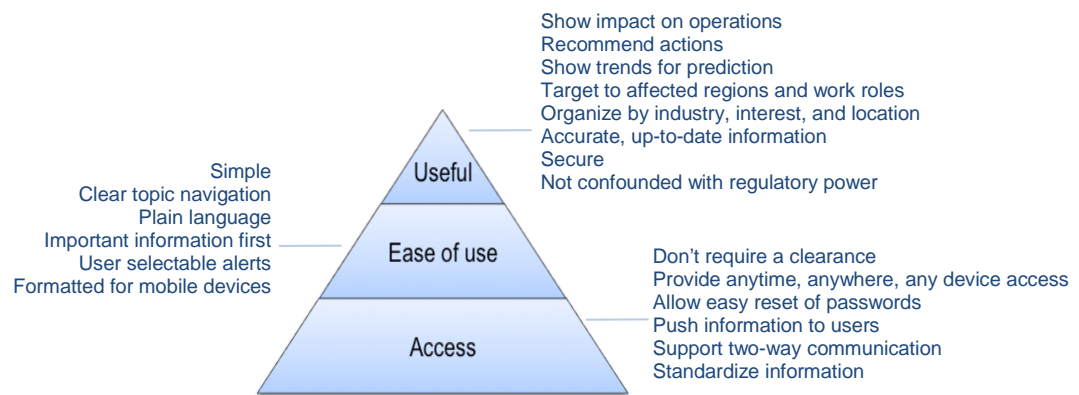 Show impact on operations
Recommend actions
Show trends for prediction
Target to affected regions and work roles
Organize by industry, interest, and location
Accurate, up-to-date information
Secure
Not confounded with regulatory power
Useful
Simple
Clear topic navigation
Plain language
Important information first
User selectable alerts
Formatted for mobile devices
Ease of use
Don’t require a clearance
Provide anytime, anywhere, any device access
Allow easy reset of passwords
Push information to users
Support two-way communication
Standardize information
Access